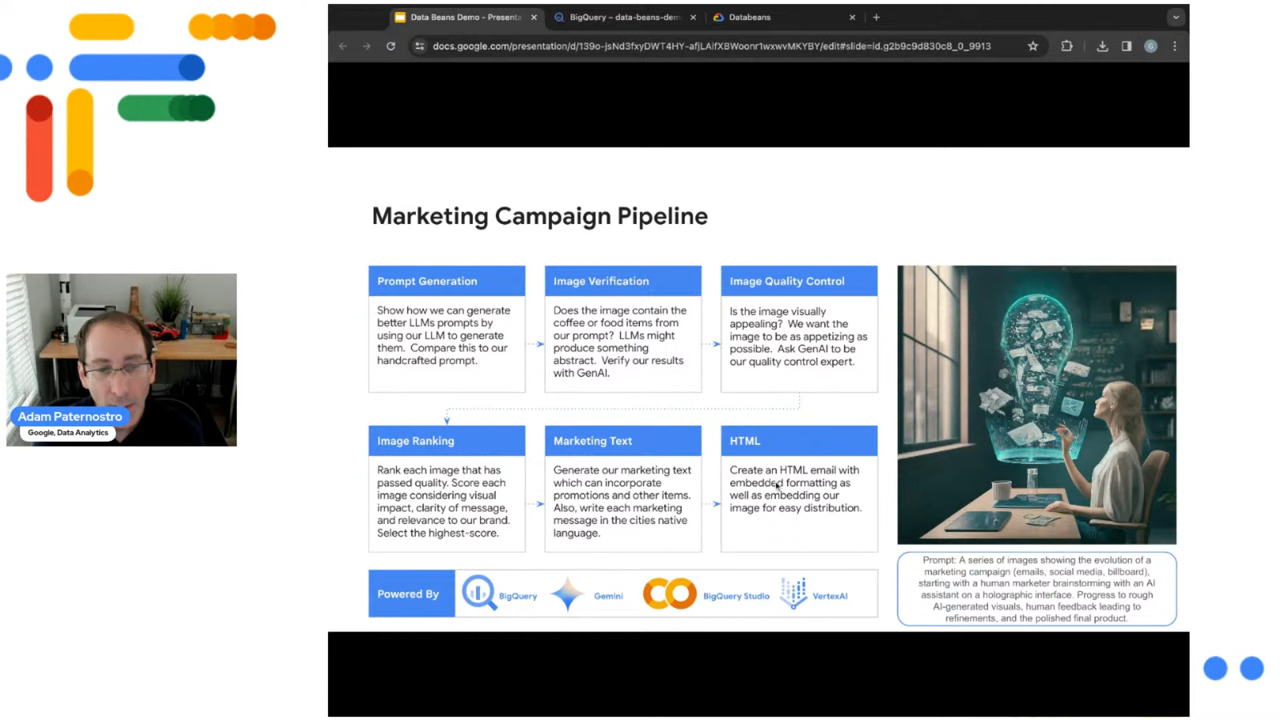 Data Beans Demo - Presenta
BigQuery – data-beans-demo
Databeans
docs.google.com/presentation/d/139o-jsNd3fxyDWT4HY-afjLAlfXBWoonr1wxwvMKYBY/edit#slide=id.g2b9c9d830c8_0_9913
Marketing Campaign Pipeline
Prompt Generation
Show how we can generate
better LLMs prompts by
using our LLM to generate
them. Compare this to our
handcrafted prompt.
Image Verification
Does the image contain the
coffee or food items from
our prompt? LLMs might
produce something
abstract. Verify our results
with GenAI.
Image Quality Control
Is the image visually
appealing? We want the
image to be as appetizing as
possible. Ask GenAI to be
our quality control expert.
Image Ranking
Rank each image that has
passed quality. Score each
image considering visual
impact, clarity of message,
and relevance to our brand.
Select the highest-score.
Marketing Text
Generate our marketing text
which can incorporate
promotions and other items.
Also, write each marketing
message in the cities native
language.
HTML
Create an HTML email with
embedded formatting as
well as embedding our
image for easy distribution.
Powered By
BigQuery
Gemini
BigQuery Studio
VertexAI
Prompt: A series of images showing the evolution of a
marketing campaign (emails, social media, billboard),
starting with a human marketer brainstorming with an AI
assistant on a holographic interface. Progress to rough
AI-generated visuals, human feedback leading to
refinements, and the polished final product.
Adam Paternostro
Google, Data Analytics